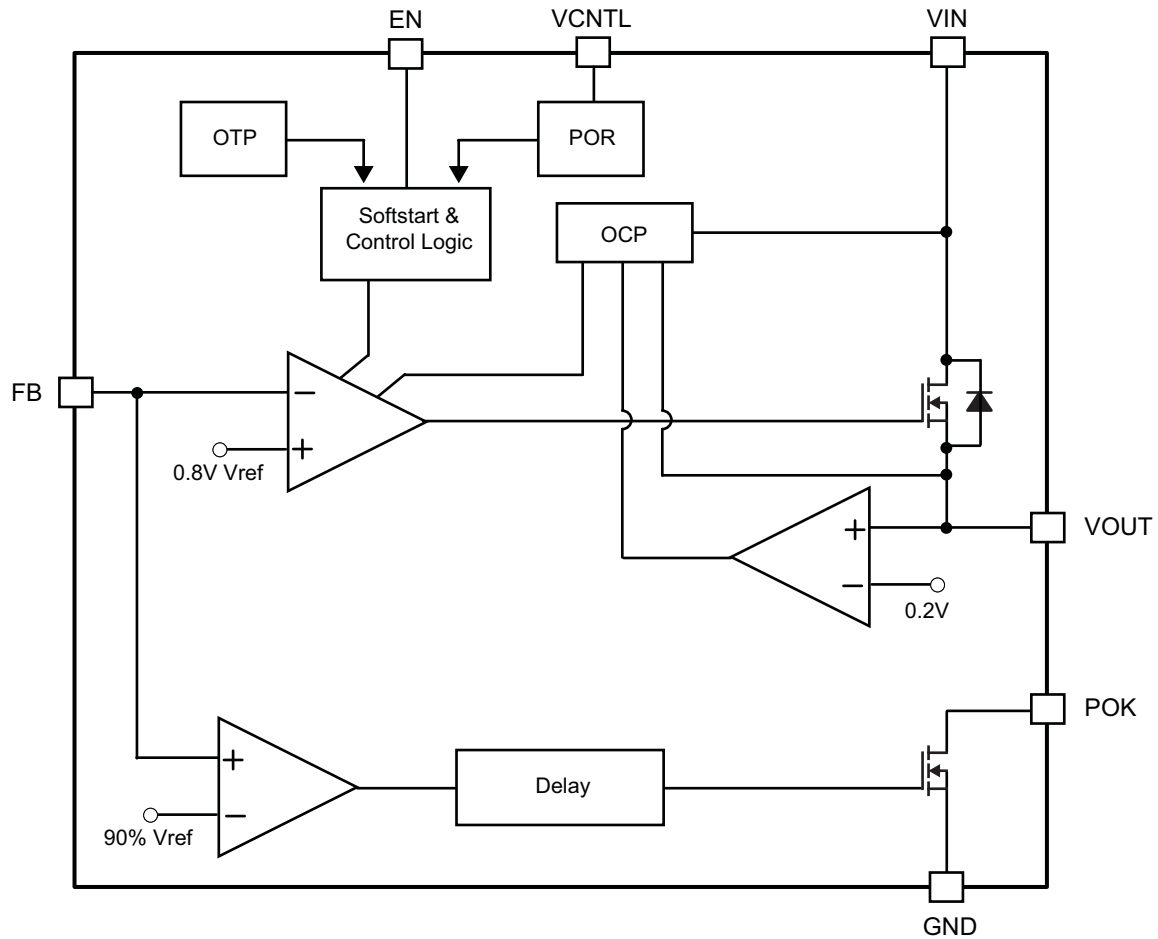 EN
VCNTL
VIN
OTP
POR
Softstart &
Control Logic
OCP
FB
−
+
0.8V Vref
+
−
0.2V
VOUT
POK
+
−
90% Vref
Delay
GND